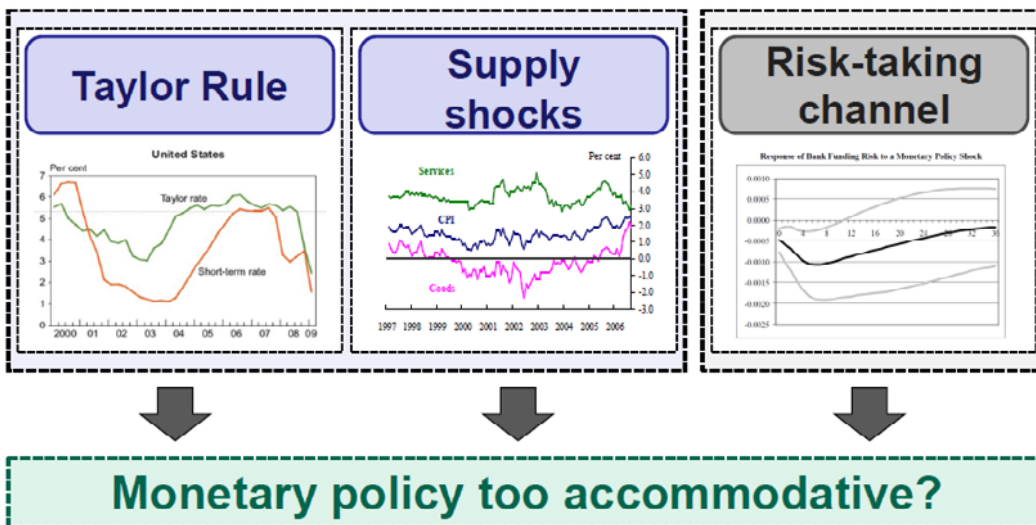 Taylor Rule
Supply
shocks
Risk-taking
channel
United States
Per cent
7
6
5
4
3
2
1
0
Taylor rate
Short-term rate
2000 01 02 03 04 05 06 07 08 09
Per cent
6.0
5.0
4.0
3.0
2.0
1.0
0.0
-1.0
-2.0
-3.0
Services
CPI
Goods
1997 1998 1999 2000 2001 2002 2003 2004 2005 2006
Response of Bank Funding Risk to a Monetary Policy Shock
0.0010
0.0005
0.0000
-0.0005
-0.0010
-0.0015
-0.0020
-0.0025
0 4 8 12 16 20 24 28 32 36
Monetary policy too accommodative?